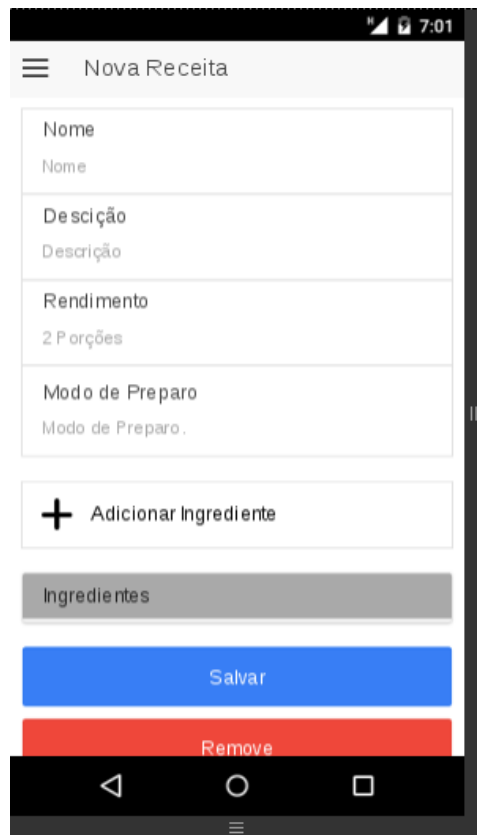 H 7:01
Nova Receita
Nome
Nome
Descição
Descrição
Rendimento
2 Porções
Modo de Preparo
Modo de Preparo.
Adicionar Ingrediente
Ingredientes
Salvar
Remove